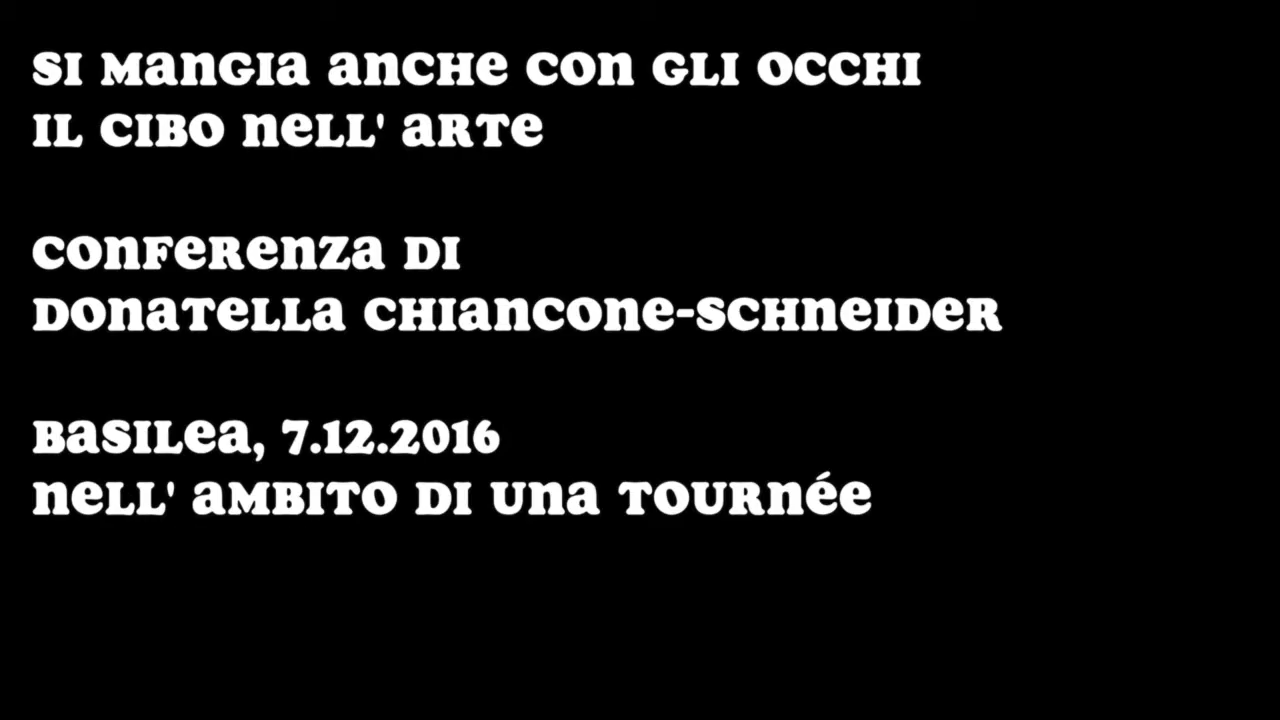 SI MANGIA ANCHE CON GLI OCCHI
IL CIBO NELL' ARTE
CONFERENZA DI
DONATELLA CHIANCONE-SCHNEIDER
BASILEA, 7.12.2016
NELL' AMBITO DI UNA TOURNÉE